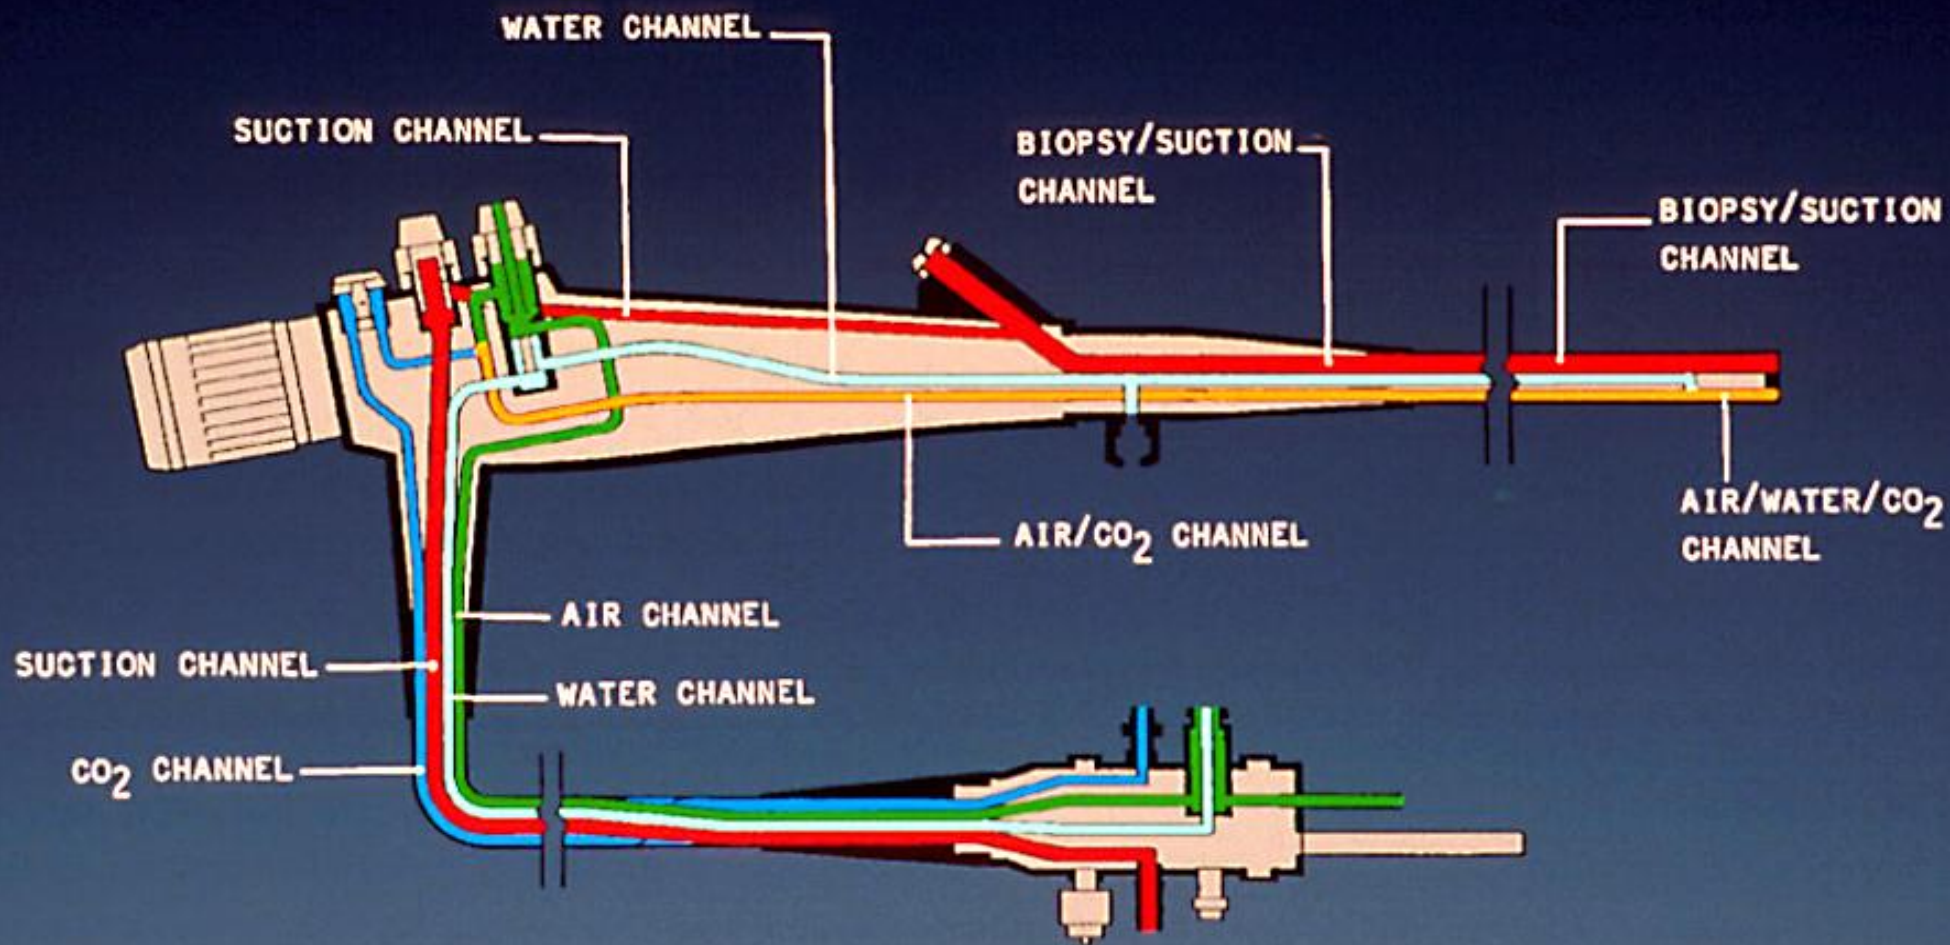 WATER CHANNEL
SUCTION CHANNEL
BIOPSY/SUCTION
CHANNEL
BIOPSY/SUCTION
CHANNEL
AIR/WATER/CO2
CHANNEL
AIR/CO2 CHANNEL
AIR CHANNEL
SUCTION CHANNEL
WATER CHANNEL
CO2 CHANNEL